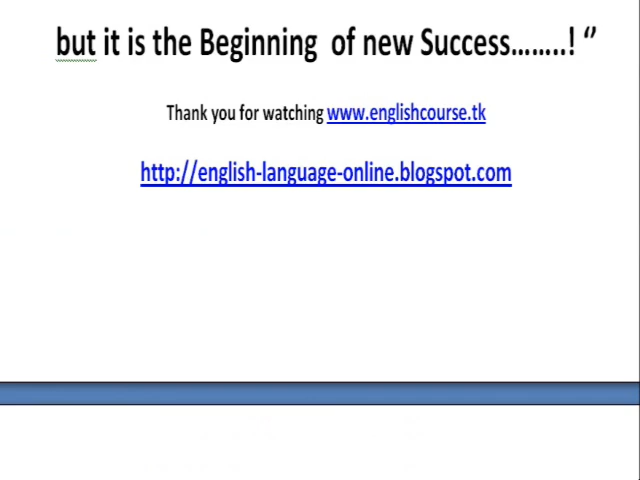 but it is the Beginning of new Success........! ”
Thank you for watching www.englishcourse.tk
http://english-language-online.blogspot.com